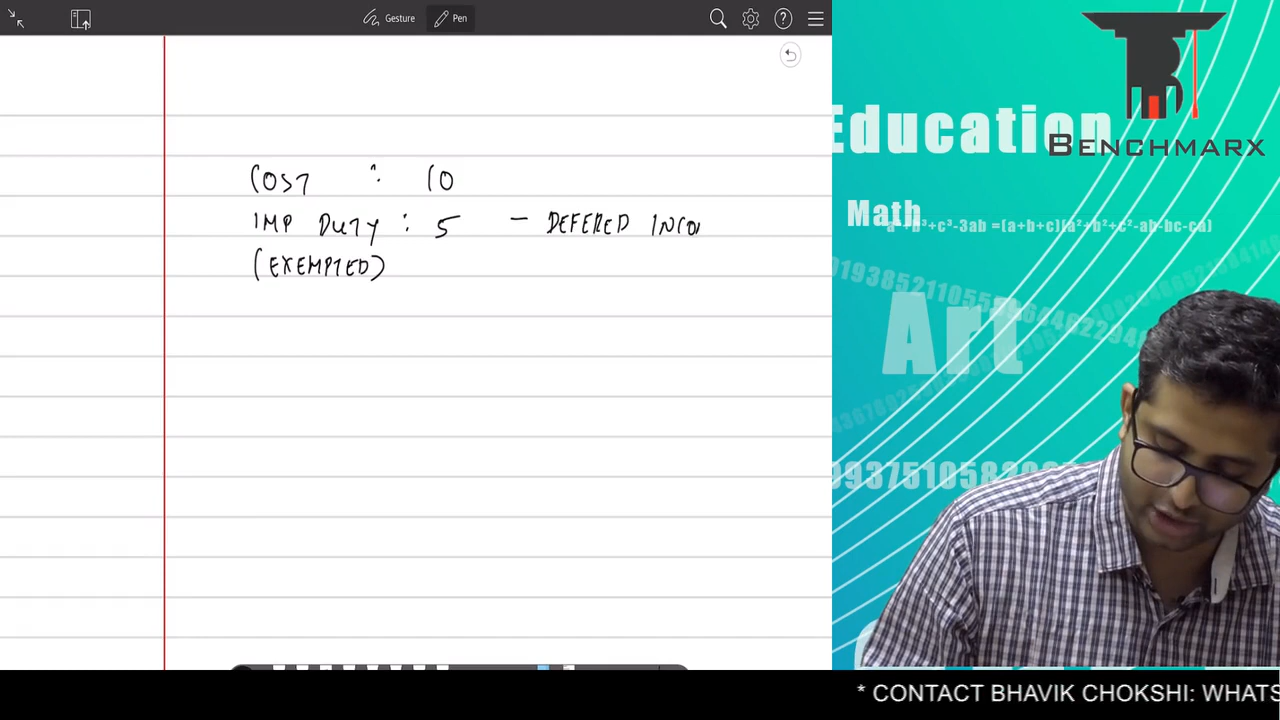 Gesture Pen
COST : 10
IMP DUTY : 5 - DEFERED INCO
(EXEMPTED)
Education
BENCHMARX
Math
Art
* CONTACT BHAVIK CHOKSHI: WHATS